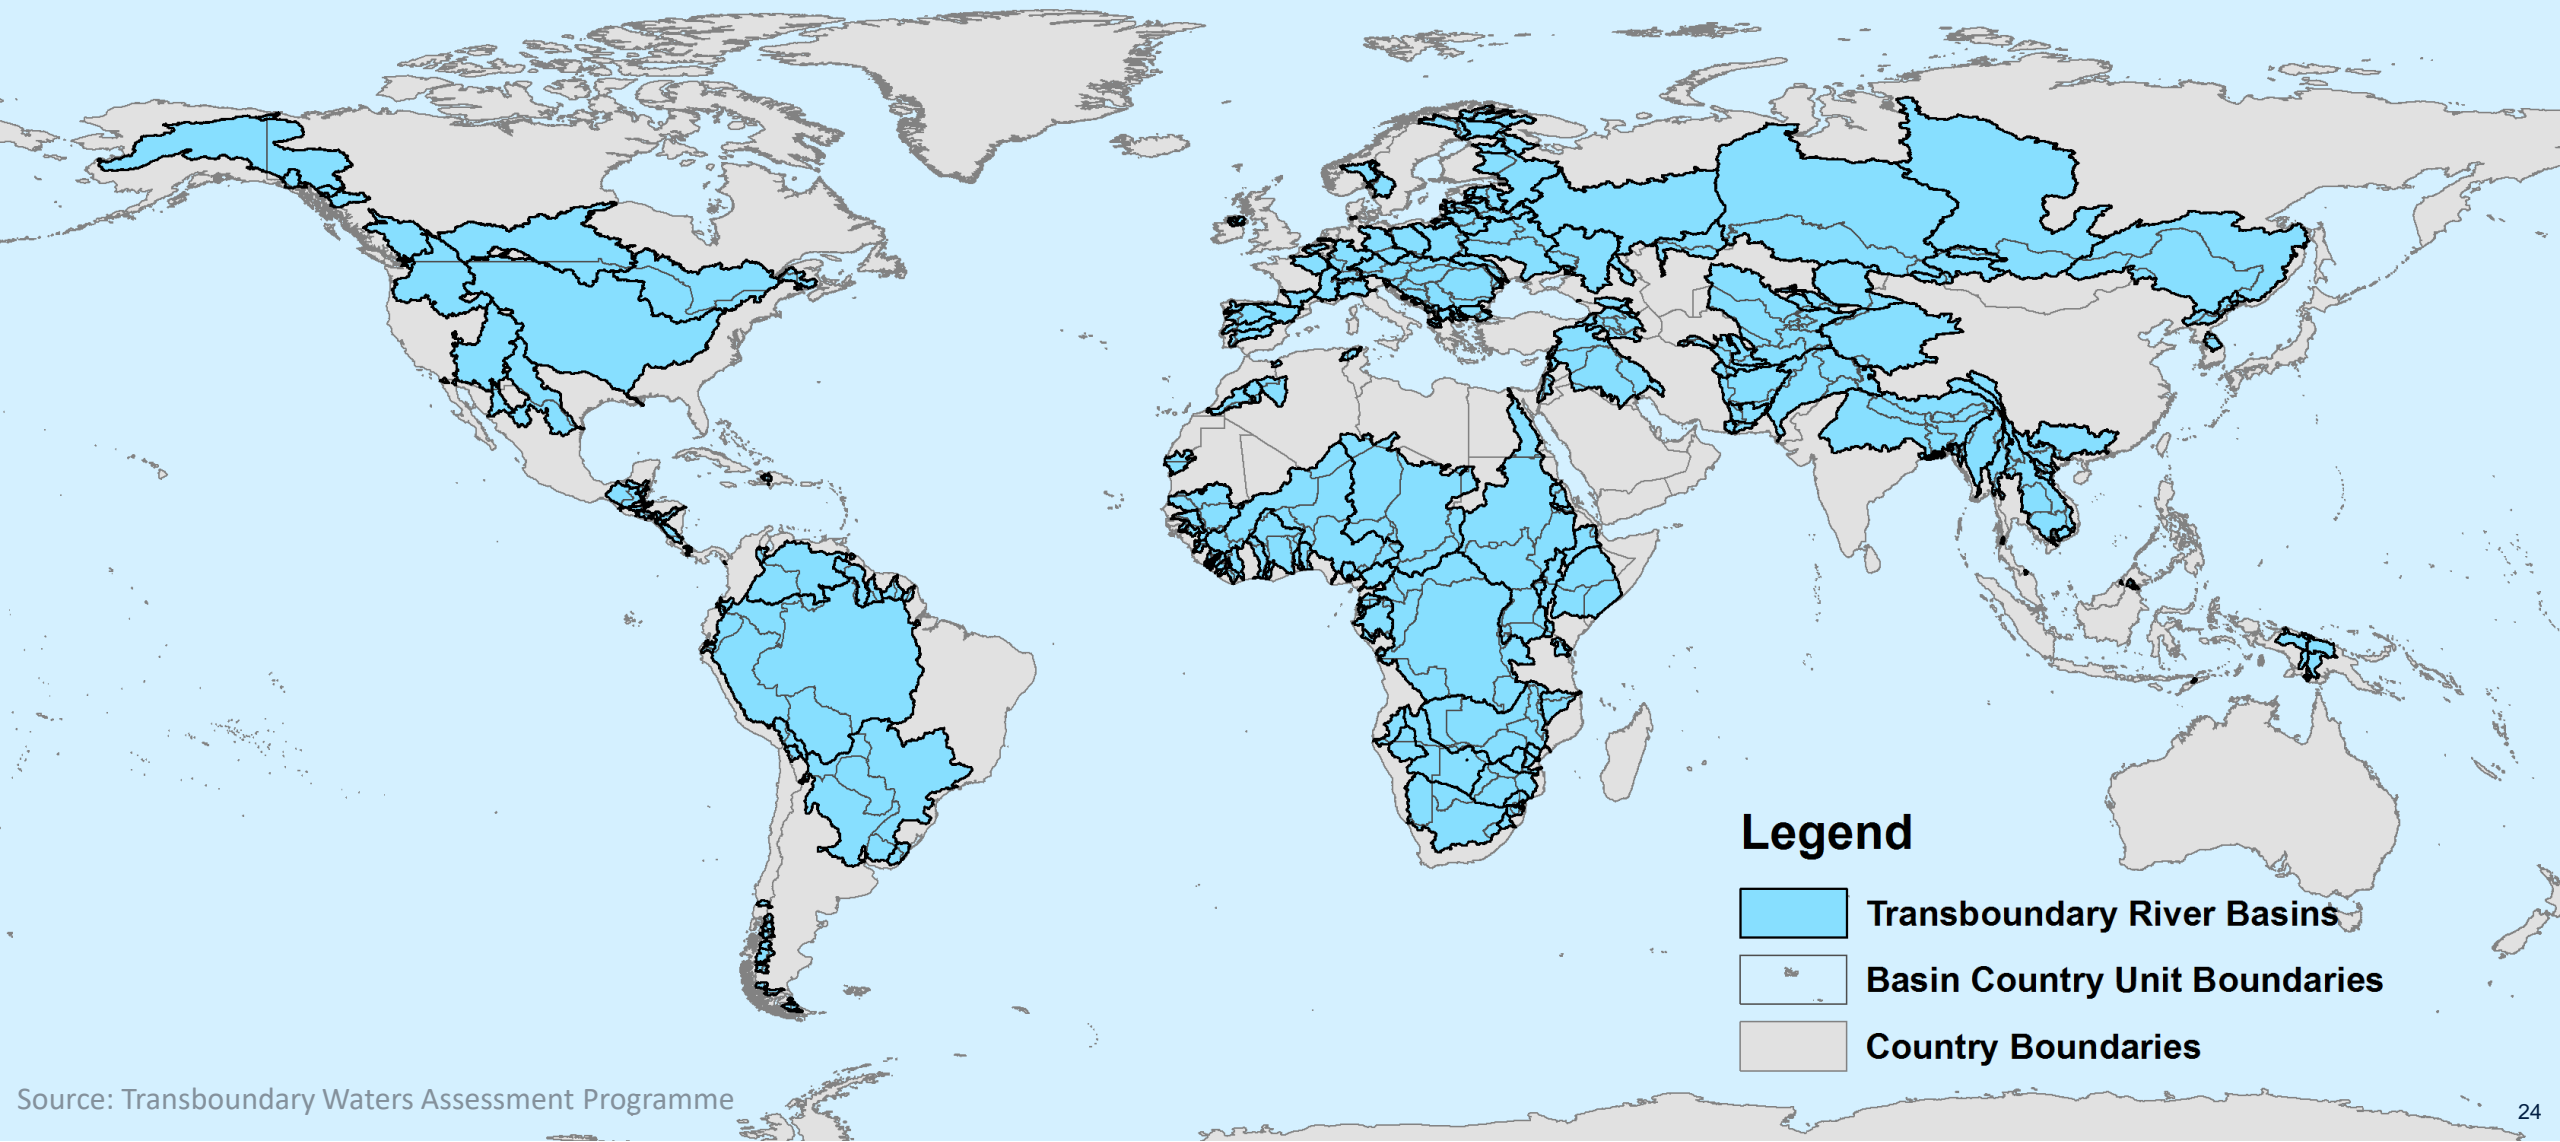 Legend
Transboundary River Basins
Basin Country Unit Boundaries
Country Boundaries
Source: Transboundary Waters Assessment Programme
24